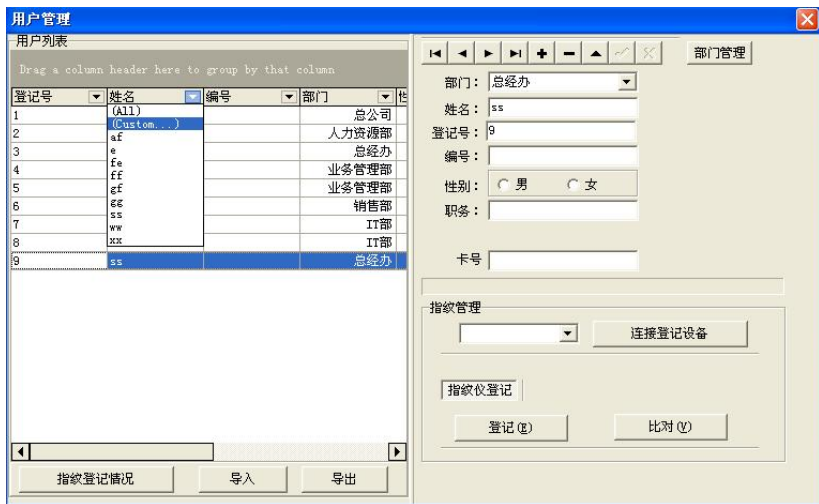 用户管理
用户列表
Drag a column header here to group by that column
登记号 姓名 编号 部门
1 总公司
2 人力资源部
3 总经办
4 业务管理部
5 业务管理部
6 销售部
7 IT部
8 IT部
9 ss 总经办
(All)
(Custom...)
af
e
fe
ff
gf
gg
ss
ww
xx
指纹登记情况 导入 导出
部门管理
部门: 总经办
姓名: ss
登记号: 9
编号:
性别: 男 女
职务:
卡号
指纹管理
连接登记设备
指纹仪登记
登记(E) 比对(V)